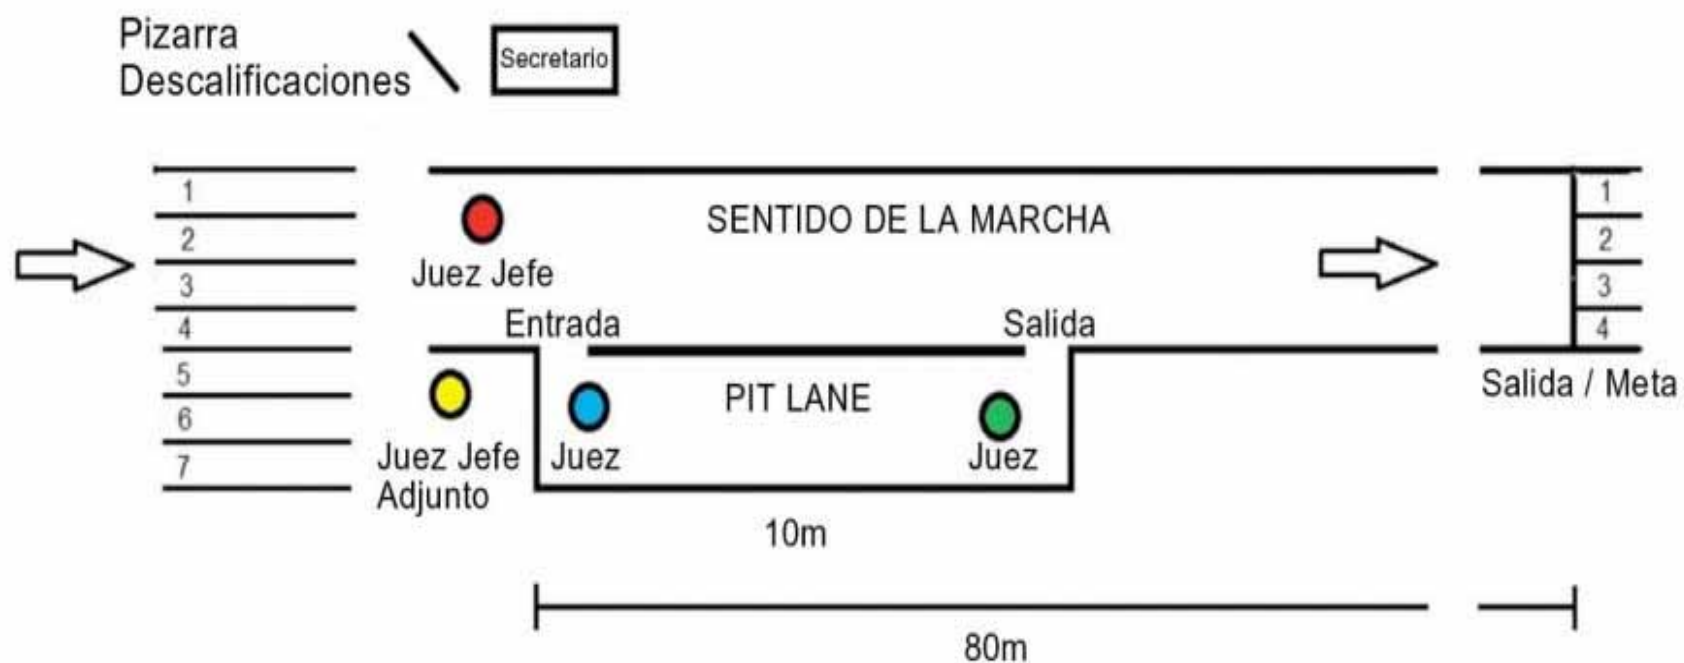 Pizarra
Descalificaciones
Secretario
1
2
3
4
5
6
7
SENTIDO DE LA MARCHA
Juez Jefe
Entrada
Salida
PIT LANE
Juez Jefe
Adjunto
Juez
Juez
10m
80m
1
2
3
4
Salida / Meta